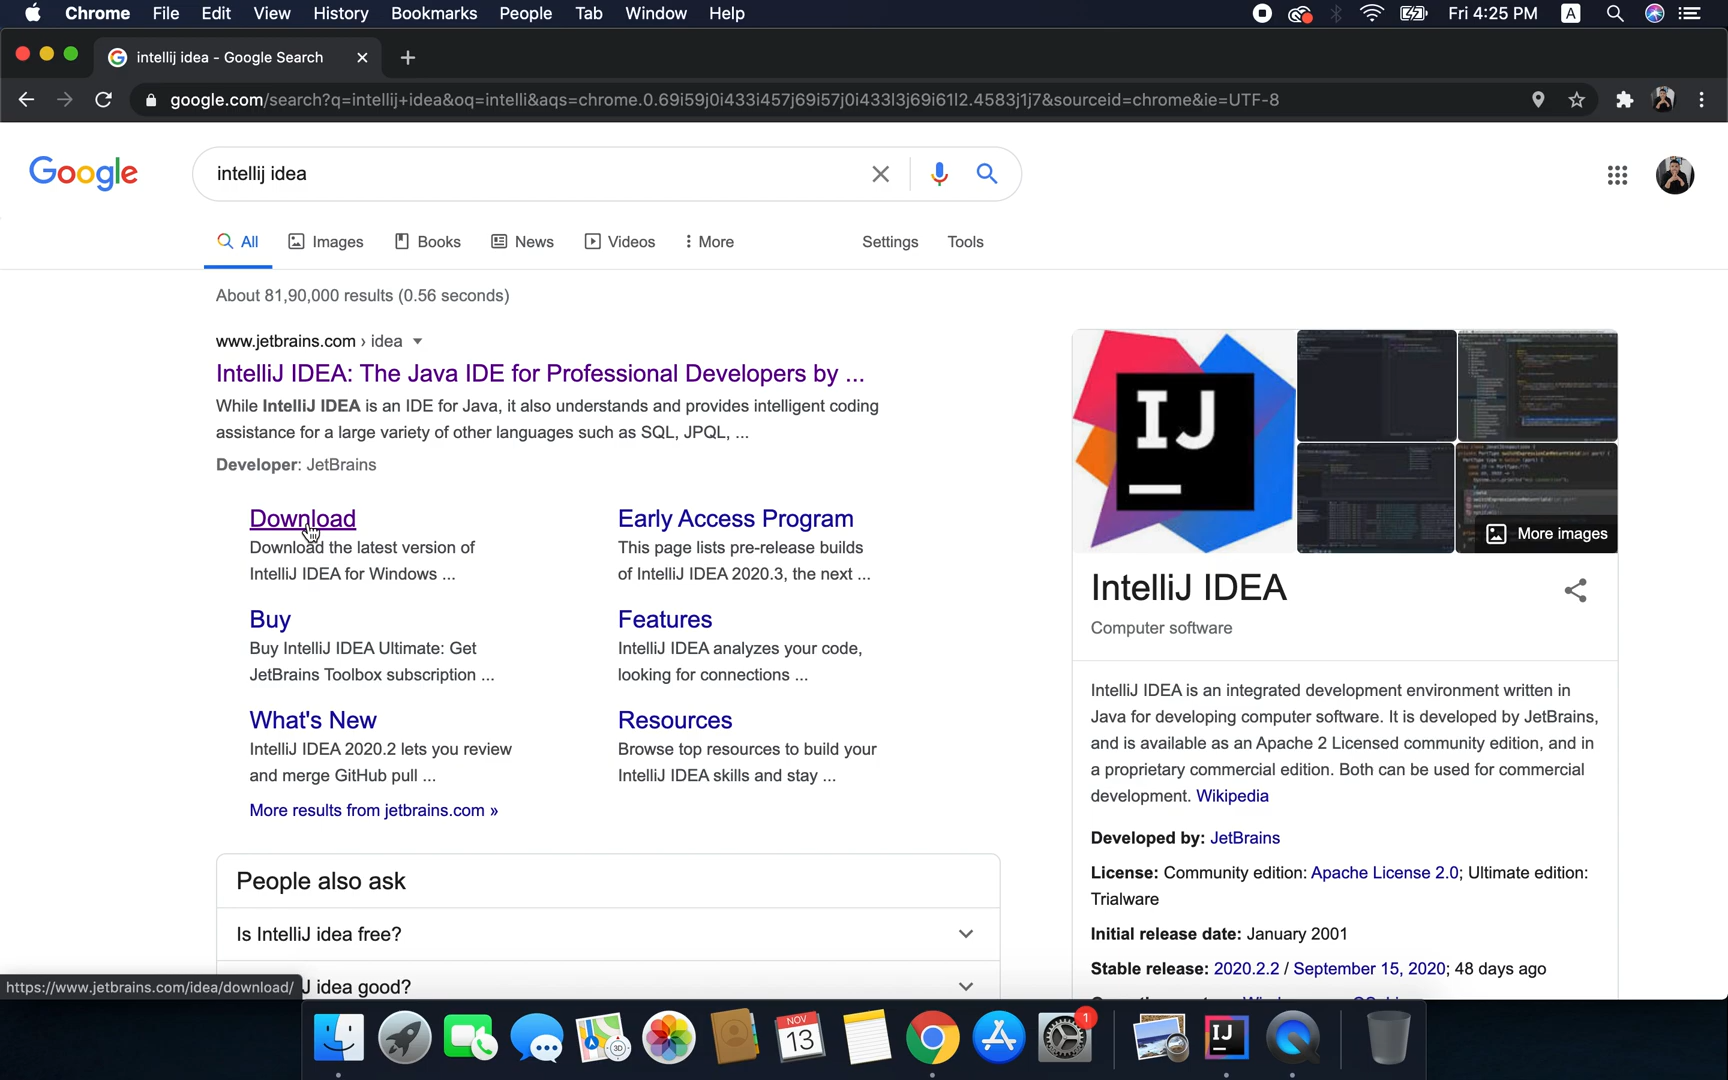 Chrome File Edit View History Bookmarks People Tab Window Help Fri 4:25 PM A
intellij idea - Google Search
google.com/search?q=intellij+idea&oq=intelli&aqs=chrome.0.69i59j0i433i457j69i57j0i433l3j69i61l2.4583j1j7&sourceid=chrome&ie=UTF-8
Google intellij idea
All Images Books News Videos More Settings Tools
About 81,90,000 results (0.56 seconds)
www.jetbrains.com › idea
IntelliJ IDEA: The Java IDE for Professional Developers by ...
While IntelliJ IDEA is an IDE for Java, it also understands and provides intelligent coding
assistance for a large variety of other languages such as SQL, JPQL, ...
Developer: JetBrains
Download
Download the latest version of
IntelliJ IDEA for Windows ...
Early Access Program
This page lists pre-release builds
of IntelliJ IDEA 2020.3, the next ...
Buy
Buy IntelliJ IDEA Ultimate: Get
JetBrains Toolbox subscription ...
Features
IntelliJ IDEA analyzes your code,
looking for connections ...
What's New
IntelliJ IDEA 2020.2 lets you review
and merge GitHub pull ...
Resources
Browse top resources to build your
IntelliJ IDEA skills and stay ...
More results from jetbrains.com »
People also ask
Is IntelliJ idea free?
J idea good?
https://www.jetbrains.com/idea/download/
IJ
More images
IntelliJ IDEA
Computer software
IntelliJ IDEA is an integrated development environment written in
Java for developing computer software. It is developed by JetBrains,
and is available as an Apache 2 Licensed community edition, and in
a proprietary commercial edition. Both can be used for commercial
development. Wikipedia
Developed by: JetBrains
License: Community edition: Apache License 2.0; Ultimate edition:
Trialware
Initial release date: January 2001
Stable release: 2020.2.2 / September 15, 2020; 48 days ago
3D
NOV
13
1
IJ